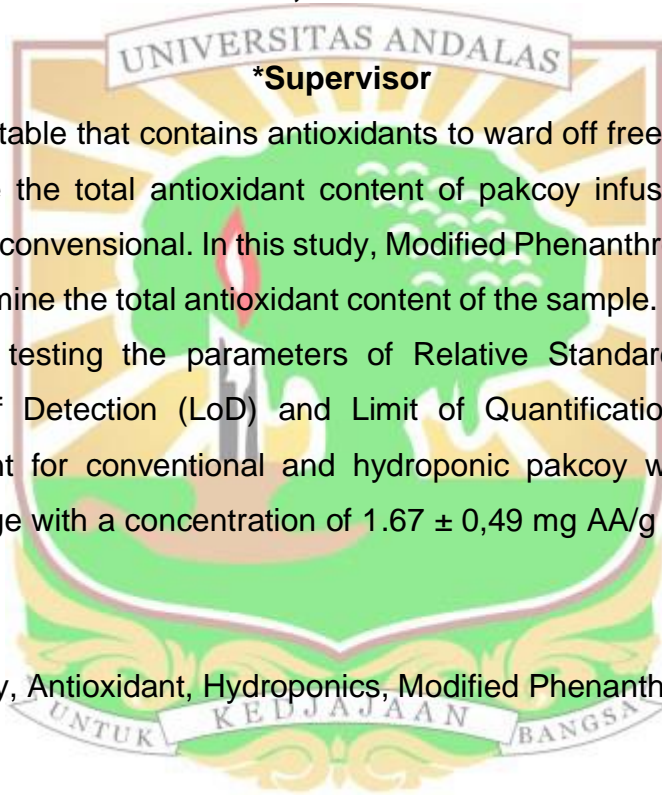 UNIVERSITAS ANDALAS
*Supervisor
table that contains antioxidants to ward off free
the total antioxidant content of pakcoy infus
convensional. In this study, Modified Phenanthr
mine the total antioxidant content of the sample.
testing the parameters of Relative Standar
f Detection (LoD) and Limit of Quantificatio
nt for conventional and hydroponic pakcoy w
ge with a concentration of 1.67 ± 0,49 mg AA/g
y, Antioxidant, Hydroponics, Modified Phenanth
UNTUK KEDJAJAAN BANGSA